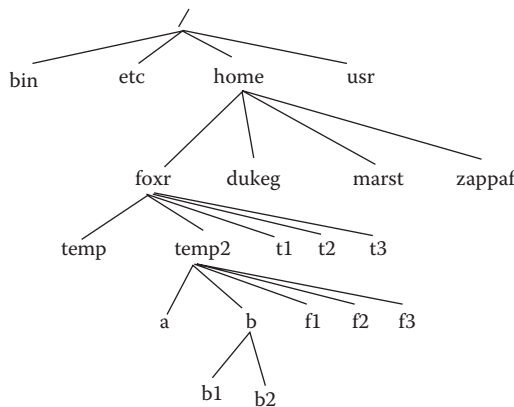 /
bin etc home usr
foxr dukeg marst zappaf
temp temp2 t1 t2 t3
a b f1 f2 f3
b1 b2